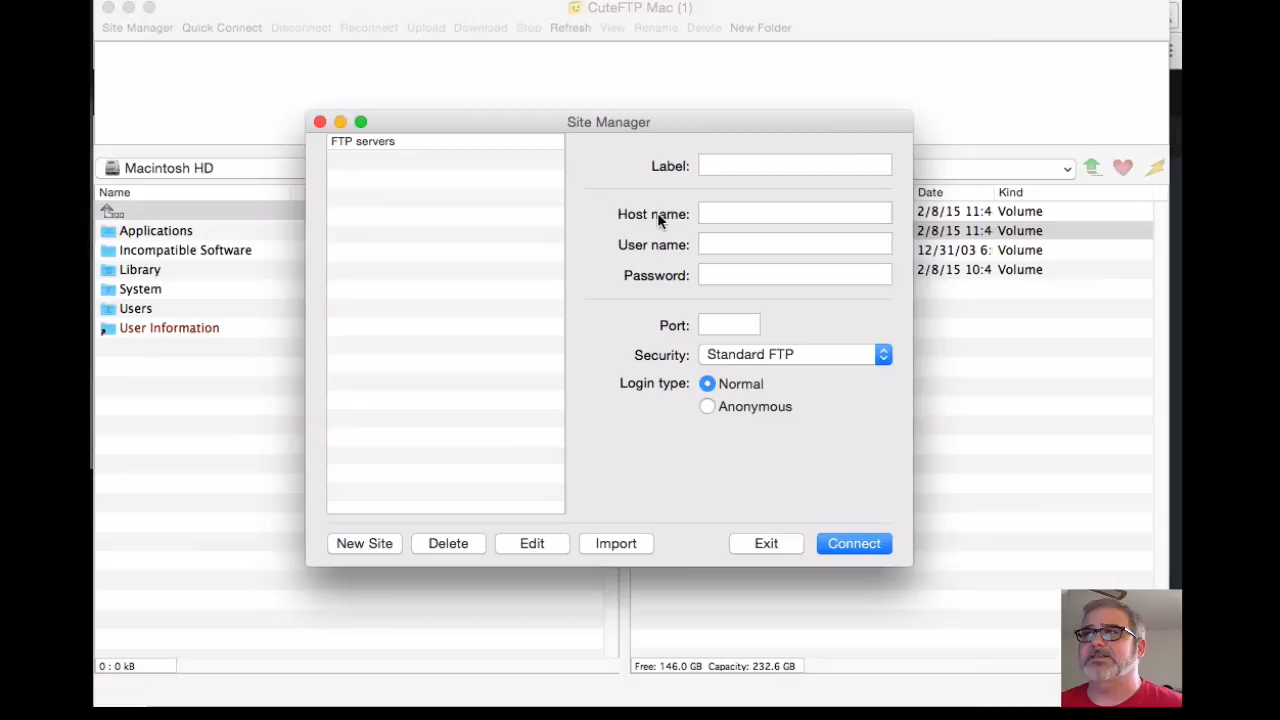 CuteFTP Mac (1)
Site Manager Quick Connect Disconnect Reconnect Upload Download Stop Refresh View Rename Delete New Folder
Macintosh HD
Name
Applications
Incompatible Software
Library
System
Users
User Information
0 : 0 kB
Site Manager
FTP servers
Label:
Host name:
User name:
Password:
Port:
Security: Standard FTP
Login type: Normal
Anonymous
New Site Delete Edit Import Exit Connect
Date Kind
2/8/15 11:4 Volume
2/8/15 11:4 Volume
12/31/03 6: Volume
2/8/15 10:4 Volume
Free: 146.0 GB Capacity: 232.6 GB